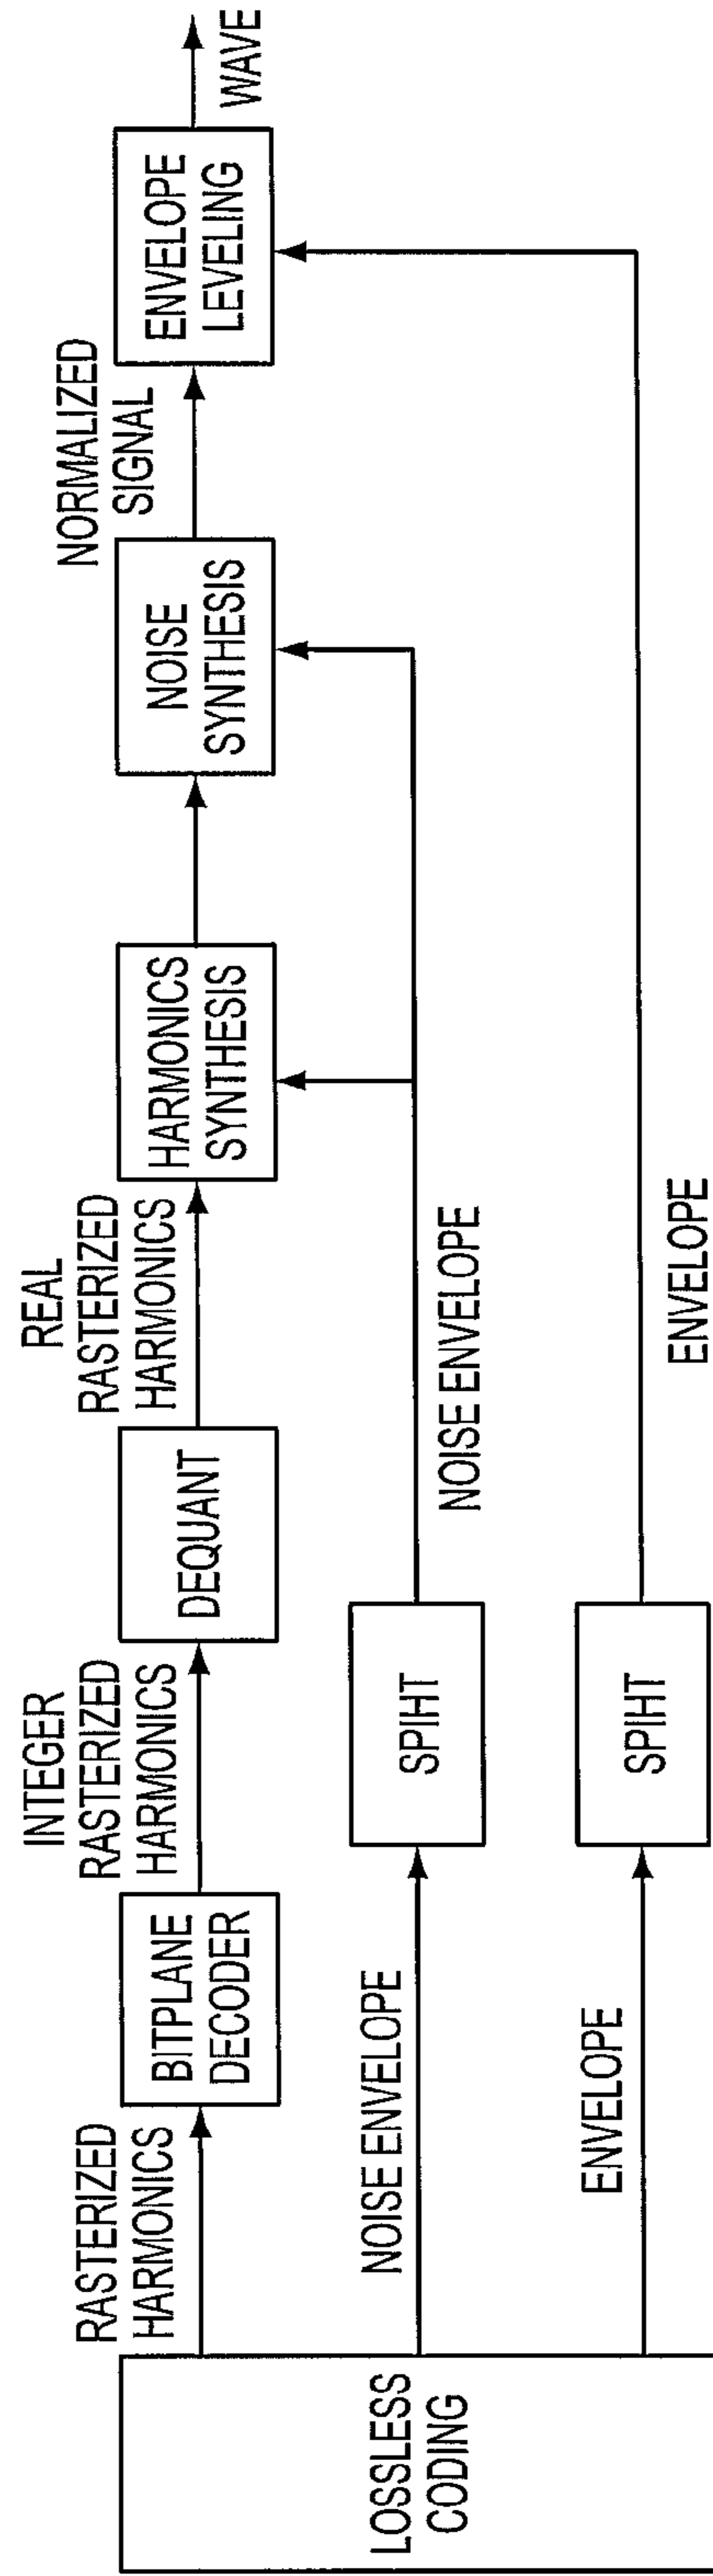 LOSSLESS
CODING
RASTERIZED
HARMONICS
BITPLANE
DECODER
INTEGER
RASTERIZED
HARMONICS
DEQUANT
REAL
RASTERIZED
HARMONICS
HARMONICS
SYNTHESIS
NOISE
SYNTHESIS
NORMALIZED
SIGNAL
ENVELOPE
LEVELING
WAVE
NOISE ENVELOPE
SPIHT
NOISE ENVELOPE
ENVELOPE
SPIHT
ENVELOPE